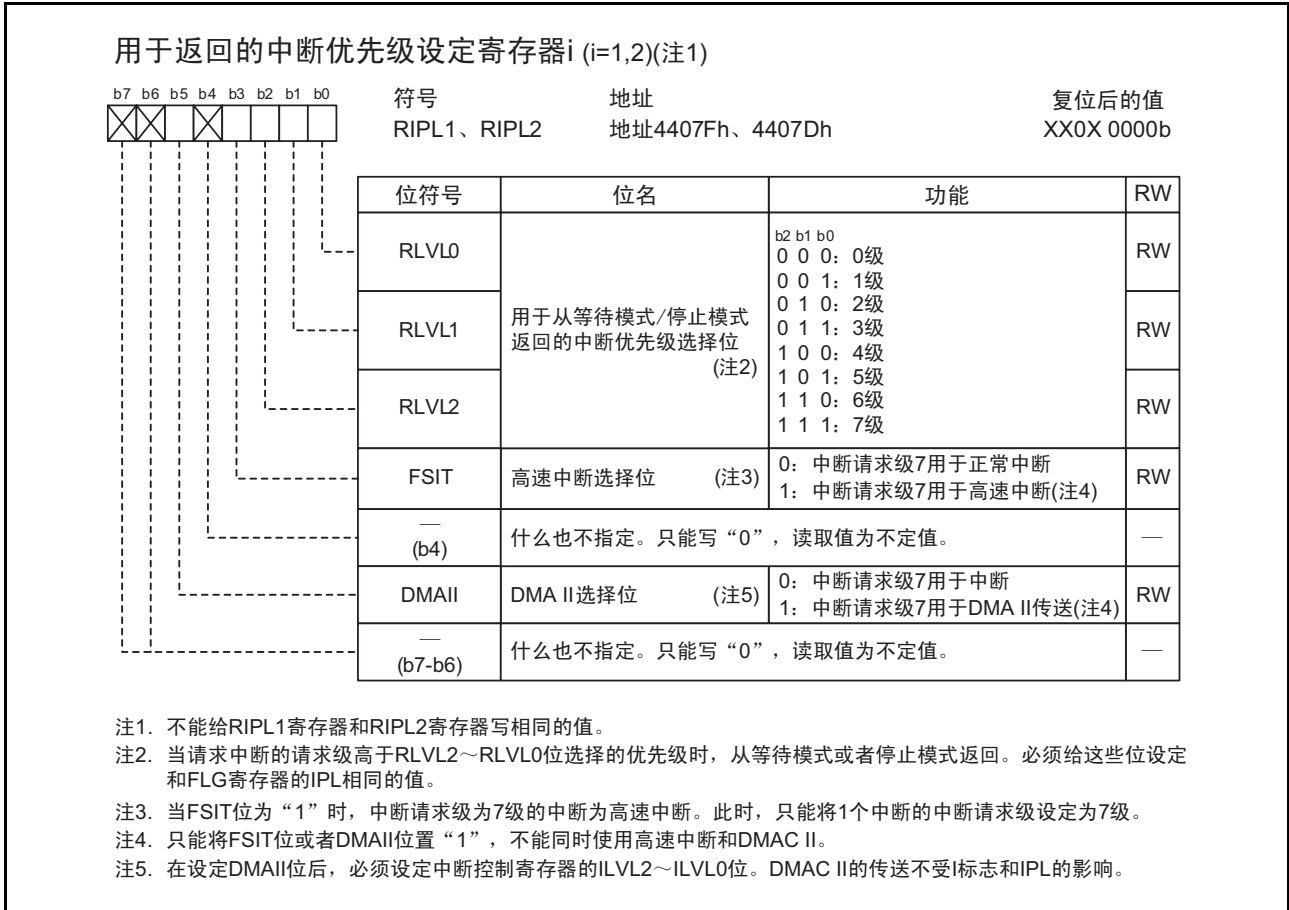 用于返回的中断优先级设定寄存器i (i=1,2)(注1)
b7 b6 b5 b4 b3 b2 b1 b0
符号 地址 复位后的值
RIPL1、RIPL2 地址4407Fh、4407Dh XX0X 0000b
位符号 位名 功能 RW
RLVL0 RW
RLVL1 RW
RLVL2 RW
用于从等待模式/停止模式
返回的中断优先级选择位
(注2)
b2 b1 b0
0 0 0：0级
0 0 1：1级
0 1 0：2级
0 1 1：3级
1 0 0：4级
1 0 1：5级
1 1 0：6级
1 1 1：7级
FSIT 高速中断选择位 (注3) 0：中断请求级7用于正常中断 RW
1：中断请求级7用于高速中断(注4)
— (b4) 什么也不指定。只能写“0”，读取值为不定值。 —
DMAII DMA II选择位 (注5) 0：中断请求级7用于中断 RW
1：中断请求级7用于DMA II传送(注4)
— (b7-b6) 什么也不指定。只能写“0”，读取值为不定值。 —
注1. 不能给RIPL1寄存器和RIPL2寄存器写相同的值。
注2. 当请求中断的请求级高于RLVL2～RLVL0位选择的优先级时，从等待模式或者停止模式返回。必须给这些位设定
和FLG寄存器的IPL相同的值。
注3. 当FSIT位为“1”时，中断请求级为7级的中断为高速中断。此时，只能将1个中断的中断请求级设定为7级。
注4. 只能将FSIT位或者DMAII位置“1”，不能同时使用高速中断和DMAC II。
注5. 在设定DMAII位后，必须设定中断控制寄存器的ILVL2～ILVL0位。DMAC II的传送不受I标志和IPL的影响。